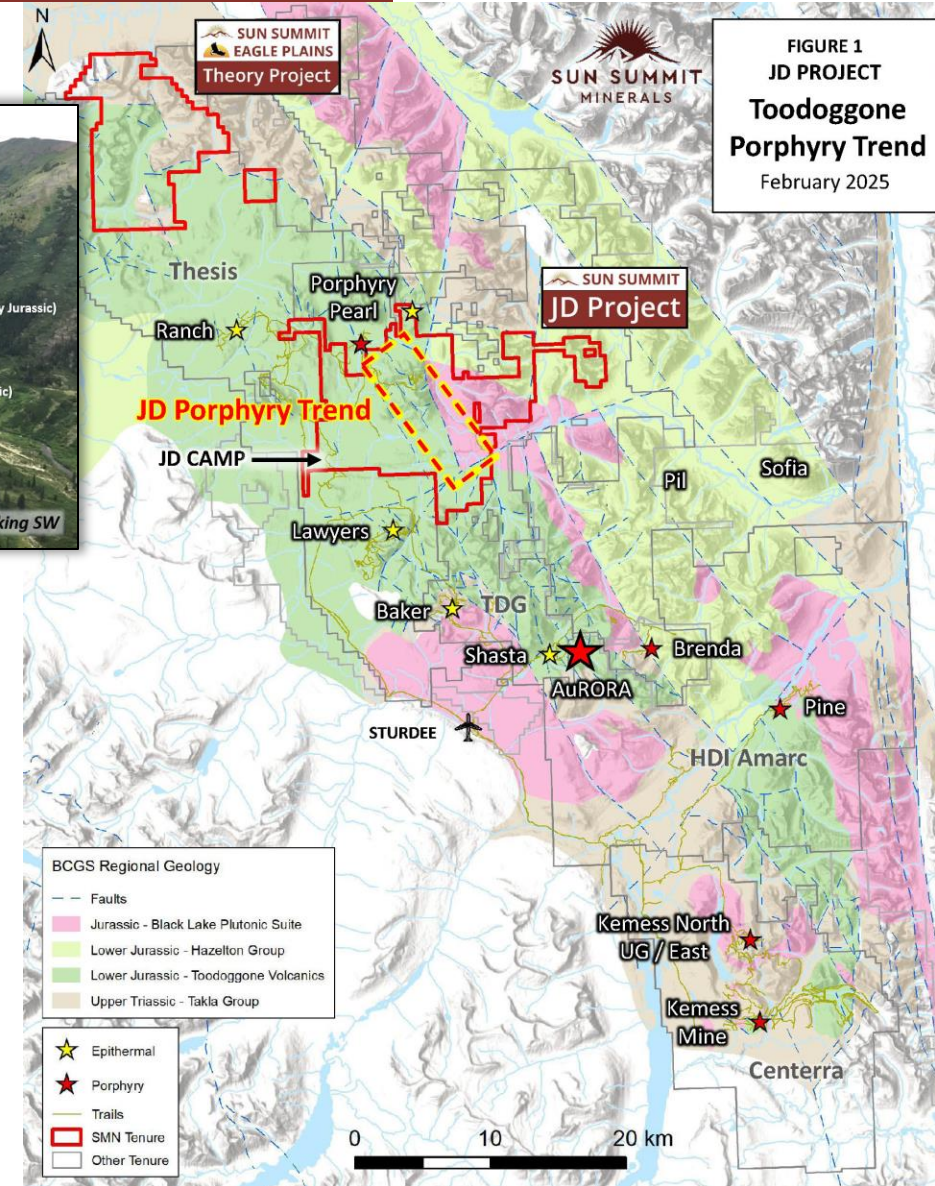 N
SUN SUMMIT
EAGLE PLAINS
Theory Project
SUN SUMMIT
MINERALS
FIGURE 1
JD PROJECT
Toodoggone
Porphyry Trend
February 2025
y Jurassic)
ic)
king SW
Thesis
Ranch
Porphyry
Pearl
SUN SUMMIT
JD Project
JD Porphyry Trend
JD CAMP
Pil
Sofia
Lawyers
Baker
TDG
Shasta
AuRORA
Brenda
Pine
STURDEE
HDI Amarc
BCGS Regional Geology
Faults
Jurassic - Black Lake Plutonic Suite
Lower Jurassic - Hazelton Group
Lower Jurassic - Toodoggone Volcanics
Upper Triassic - Takla Group
Kemess North
UG / East
Kemess
Mine
Centerra
Epithermal
Porphyry
Trails
SMN Tenure
Other Tenure
0 10 20 km